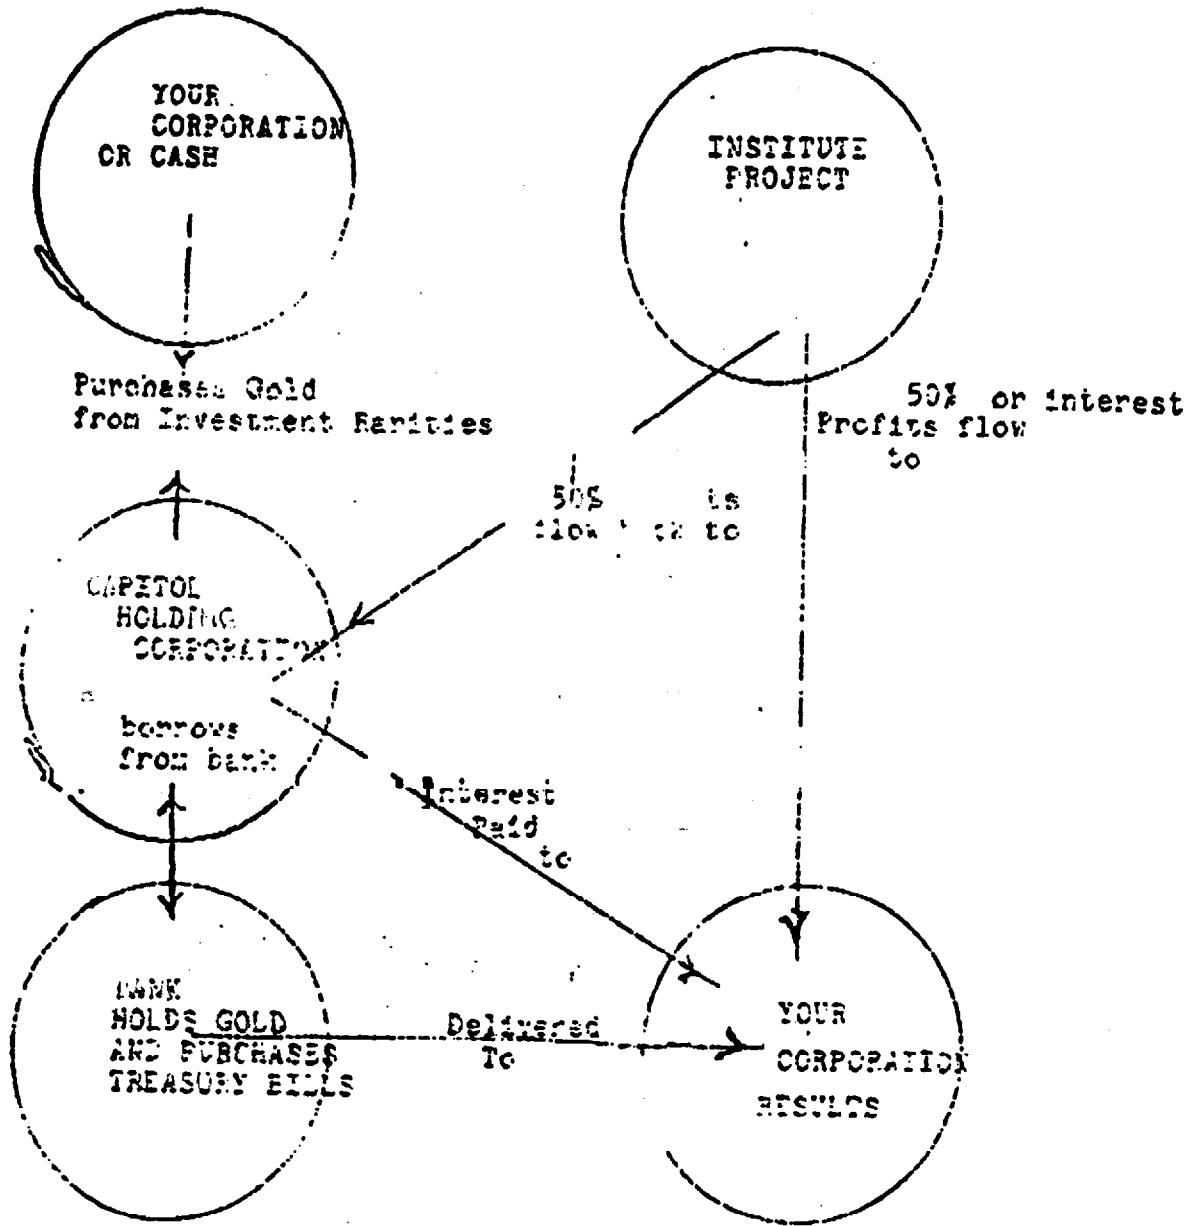 YOUR
CORPORATION
OR CASH
INSTITUTE
PROJECT
Purchases Gold
from Investment Rarities
50% or interest
Profits flow
to
50% is
flow to
CAPITOL
HOLDING
CORPORATION
borrows
from bank
Interest
Paid
to
BANK
HOLDS GOLD
AND PURCHASES
TREASURY BILLS
Delivered
To
YOUR
CORPORATION
RESULTS